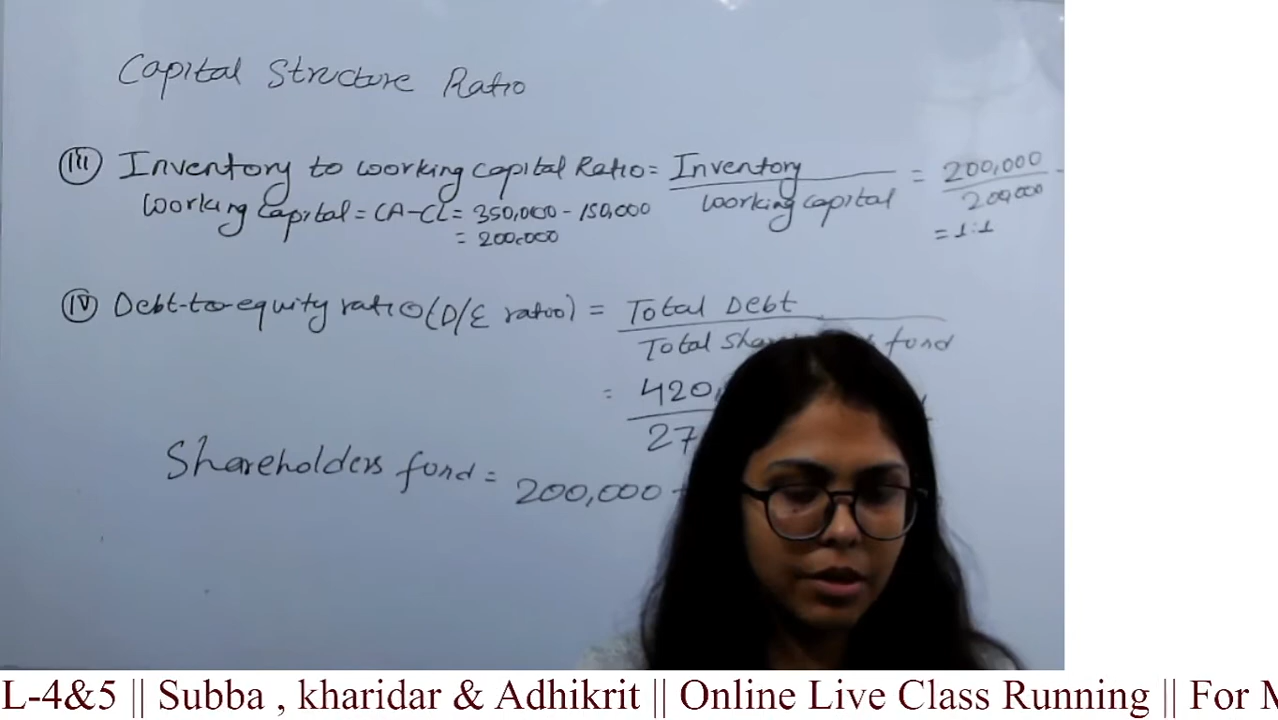 Capital Structure Ratio
(iii) Inventory to working capital Ratio = Inventory / working capital = 200,000 / 200,000
= 1:1
working capital = CA-CL = 350,000 - 150,000
= 200,000
(iv) Debt-to-equity ratio (D/E ratio) = Total Debt / Total fund
= 420, / 27
Shareholders fund = 200,000 +
L-4&5 || Subba , kharidar & Adhikrit || Online Live Class Running || For